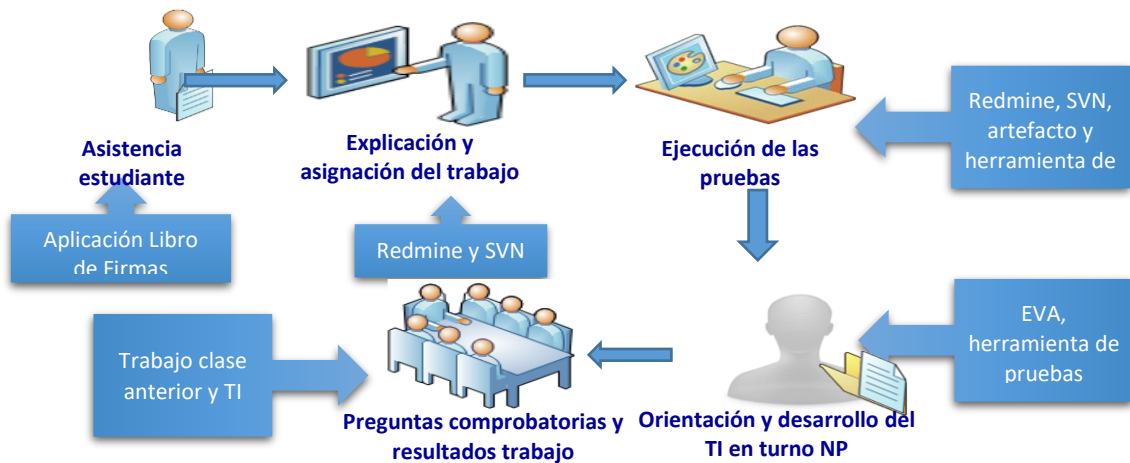 Asistencia
estudiante
Explicación y
asignación del trabajo
Ejecución de las
pruebas
Redmine, SVN,
artefacto y
herramienta de
Aplicación Libro
de Firmas
Redmine y SVN
Trabajo clase
anterior y TI
Preguntas comprobatorias y
resultados trabajo
Orientación y desarrollo del
TI en turno NP
EVA,
herramienta de
pruebas